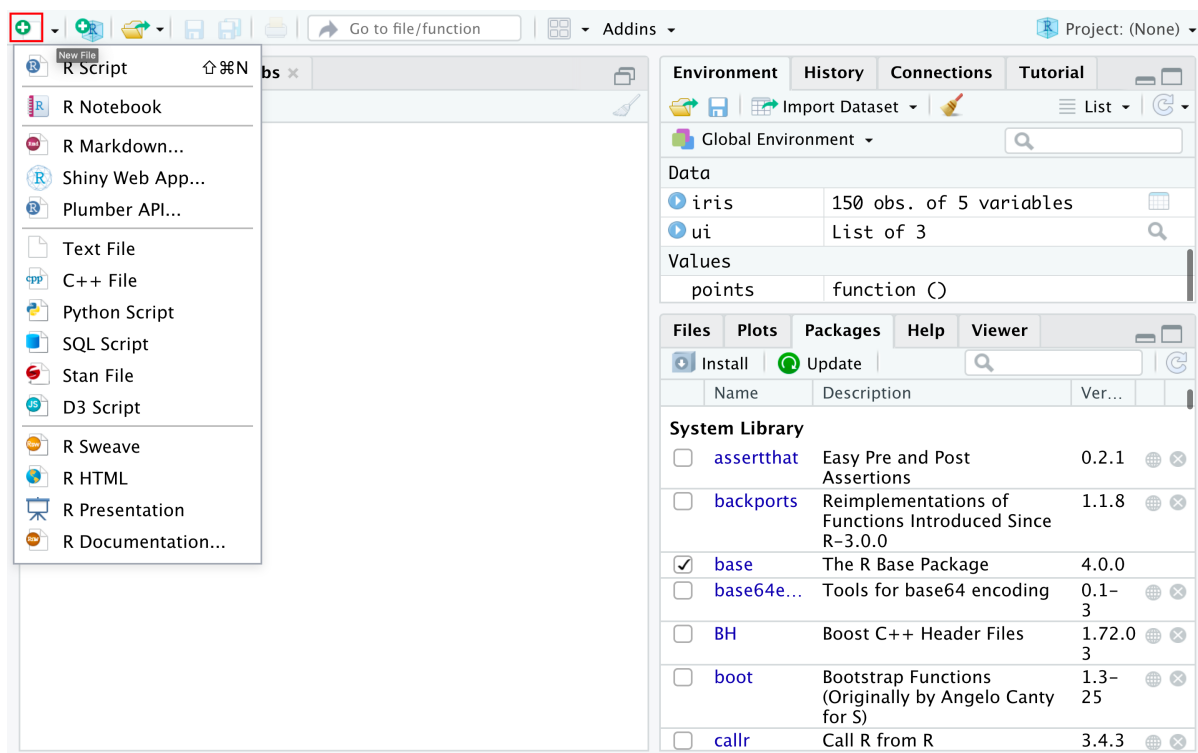 Go to file/function
Addins
Project: (None)
New File
R Script ⇧⌘N
R Notebook
R Markdown...
Shiny Web App...
Plumber API...
Text File
C++ File
Python Script
SQL Script
Stan File
D3 Script
R Sweave
R HTML
R Presentation
R Documentation...
bs
Environment History Connections Tutorial
Import Dataset List
Global Environment
Data
iris 150 obs. of 5 variables
ui List of 3
Values
points function ()
Files Plots Packages Help Viewer
Install Update
Name Description Ver...
System Library
assertthat Easy Pre and Post 0.2.1
Assertions
backports Reimplementations of 1.1.8
Functions Introduced Since
R-3.0.0
base The R Base Package 4.0.0
base64e... Tools for base64 encoding 0.1-
3
BH Boost C++ Header Files 1.72.0
3
boot Bootstrap Functions 1.3-
(Originally by Angelo Canty 25
for S)
callr Call R from R 3.4.3